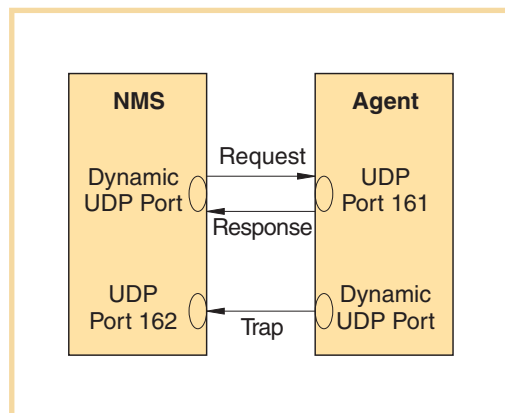 NMS
Agent
Request
Dynamic
UDP Port
UDP
Port 161
Response
UDP
Port 162
Dynamic
UDP Port
Trap